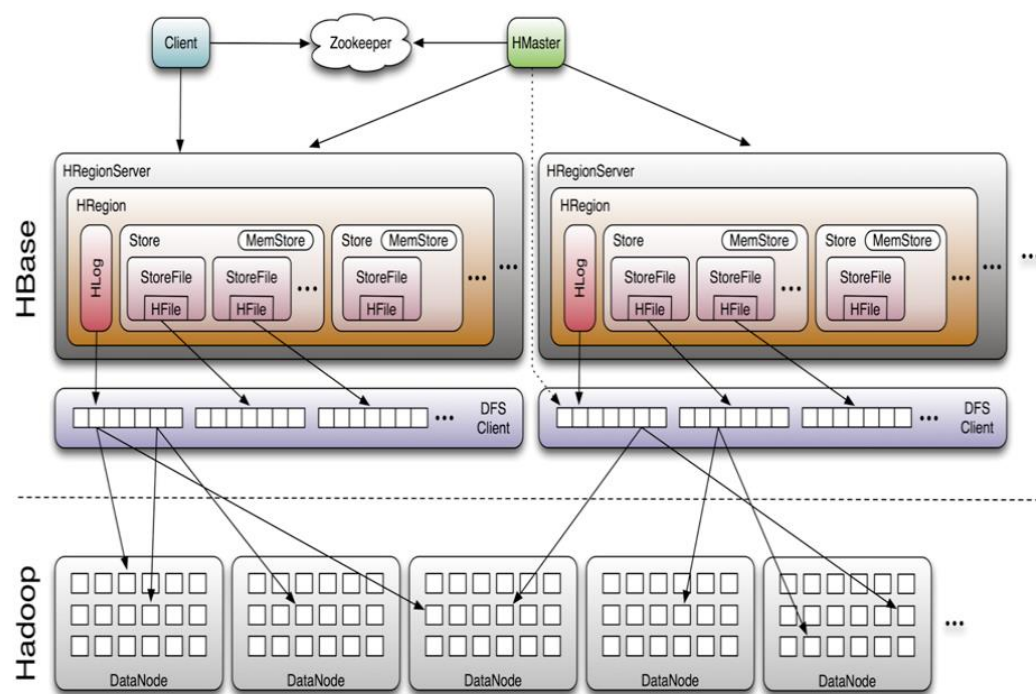 Client
Zookeeper
HMaster
HBase
HRegionServer
HRegion
HLog
Store
MemStore
StoreFile
HFile
StoreFile
HFile
...
Store
MemStore
StoreFile
HFile
...
...
HRegionServer
HRegion
HLog
Store
MemStore
StoreFile
HFile
StoreFile
HFile
...
Store
MemStore
StoreFile
HFile
...
...
...
...
DFS
Client
...
DFS
Client
Hadoop
DataNode
DataNode
DataNode
DataNode
DataNode
...